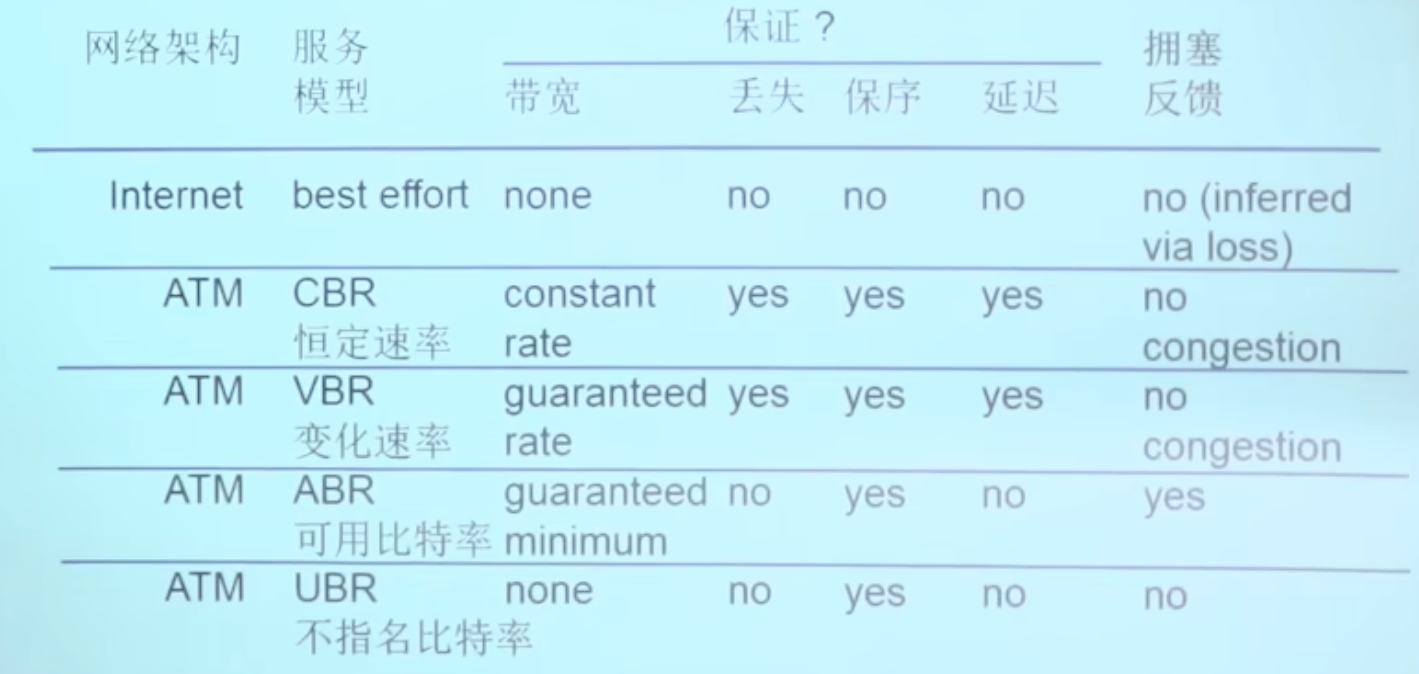 保证？
网络架构 服务模型 带宽 丢失 保序 延迟 拥塞反馈
Internet best effort none no no no no (inferred via loss)
ATM CBR 恒定速率 constant rate yes yes yes no congestion
ATM VBR 变化速率 guaranteed rate yes yes yes no congestion
ATM ABR 可用比特率 guaranteed minimum no yes no yes
ATM UBR 不指名比特率 none no yes no no